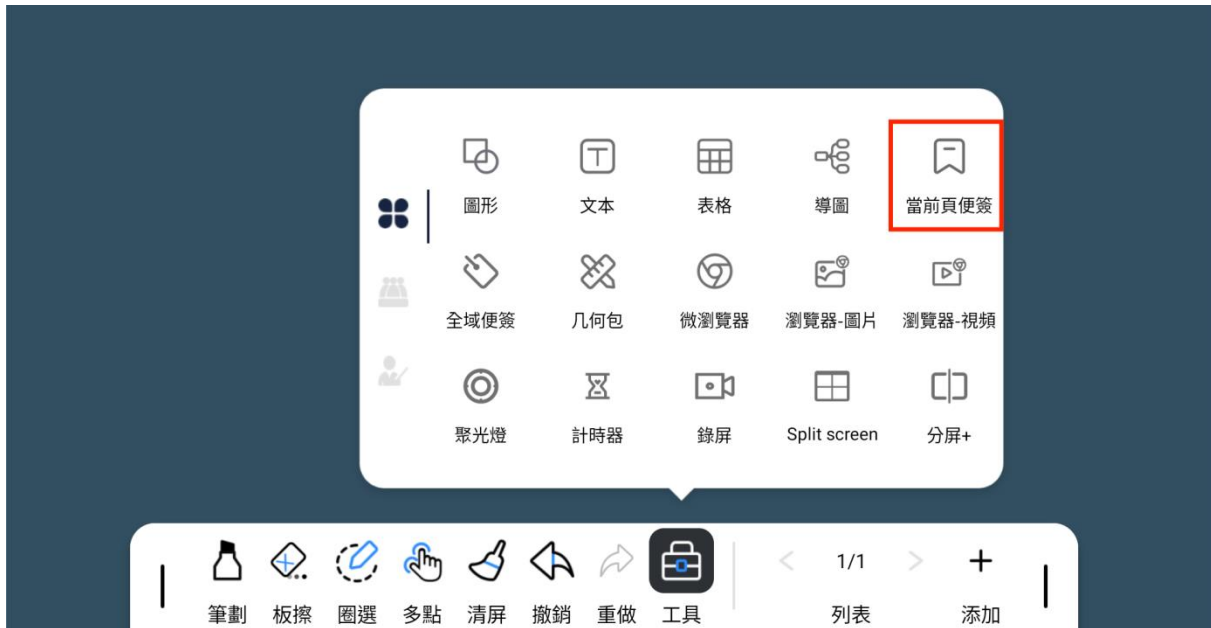 圖形
文本
表格
導圖
當前頁便簽
全域便簽
几何包
微瀏覽器
瀏覽器-圖片
瀏覽器-視頻
聚光燈
計時器
錄屏
Split screen
分屏+
1/1
筆劃
板擦
圈選
多點
清屏
撤銷
重做
工具
列表
添加